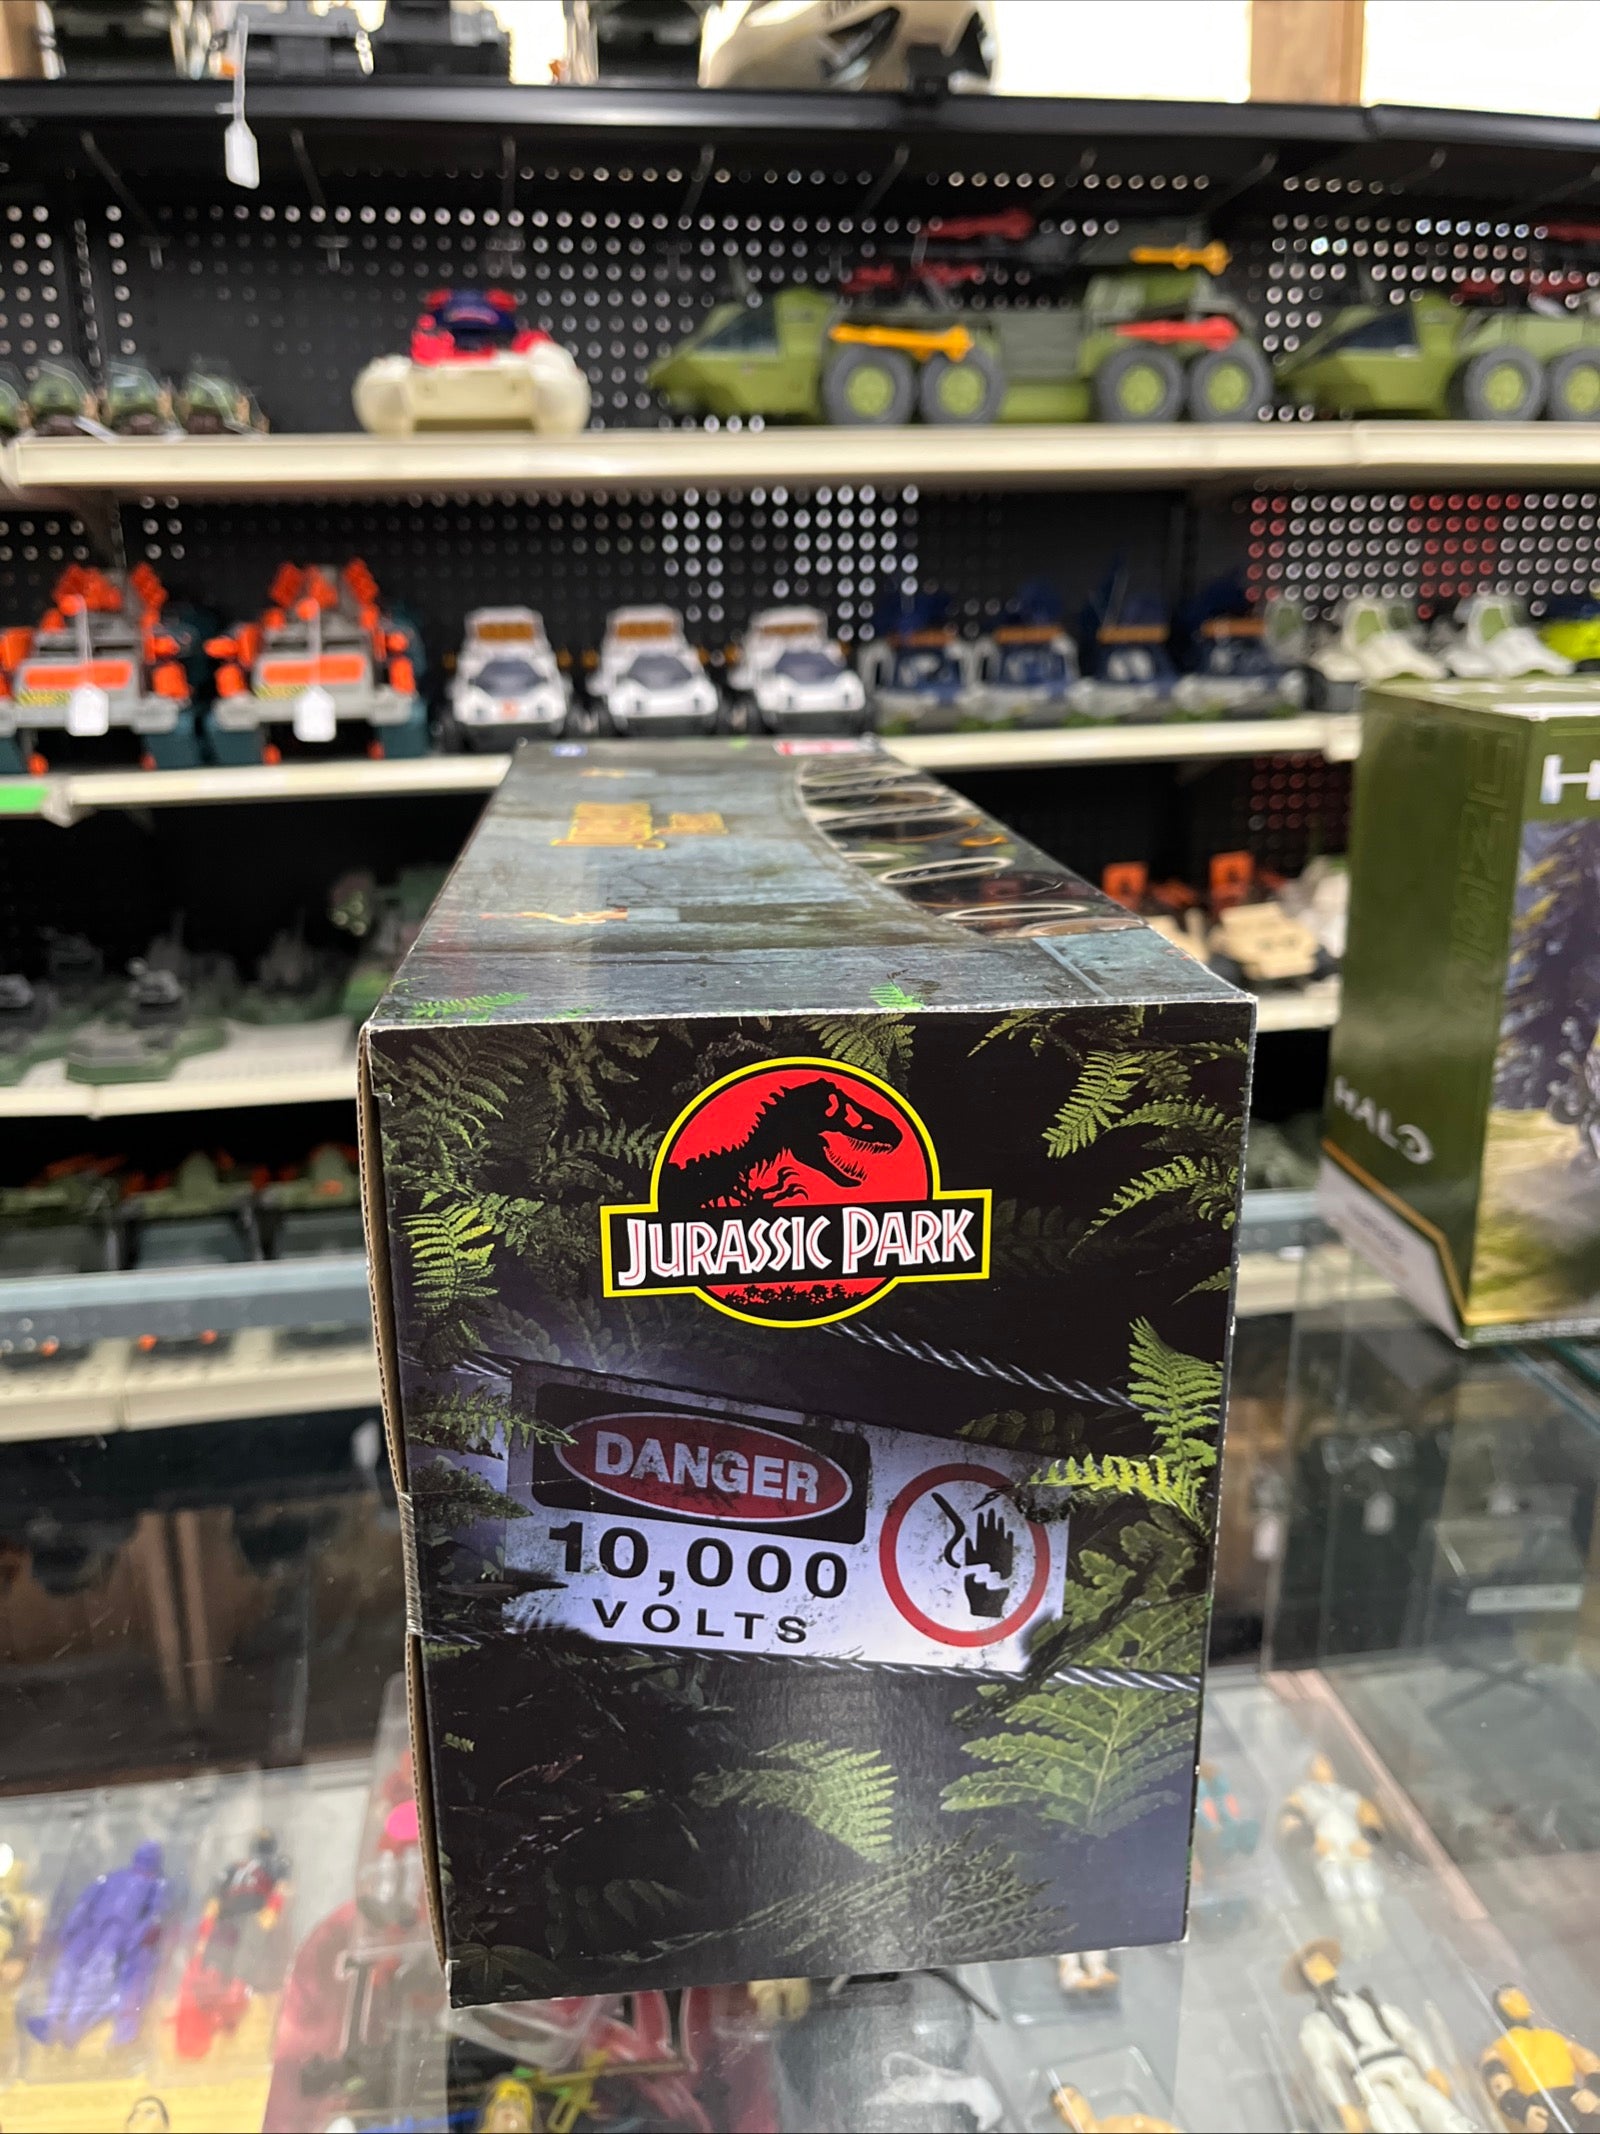 JURASSIC PARK
DANGER
10,000
VOLTS
HALO
H